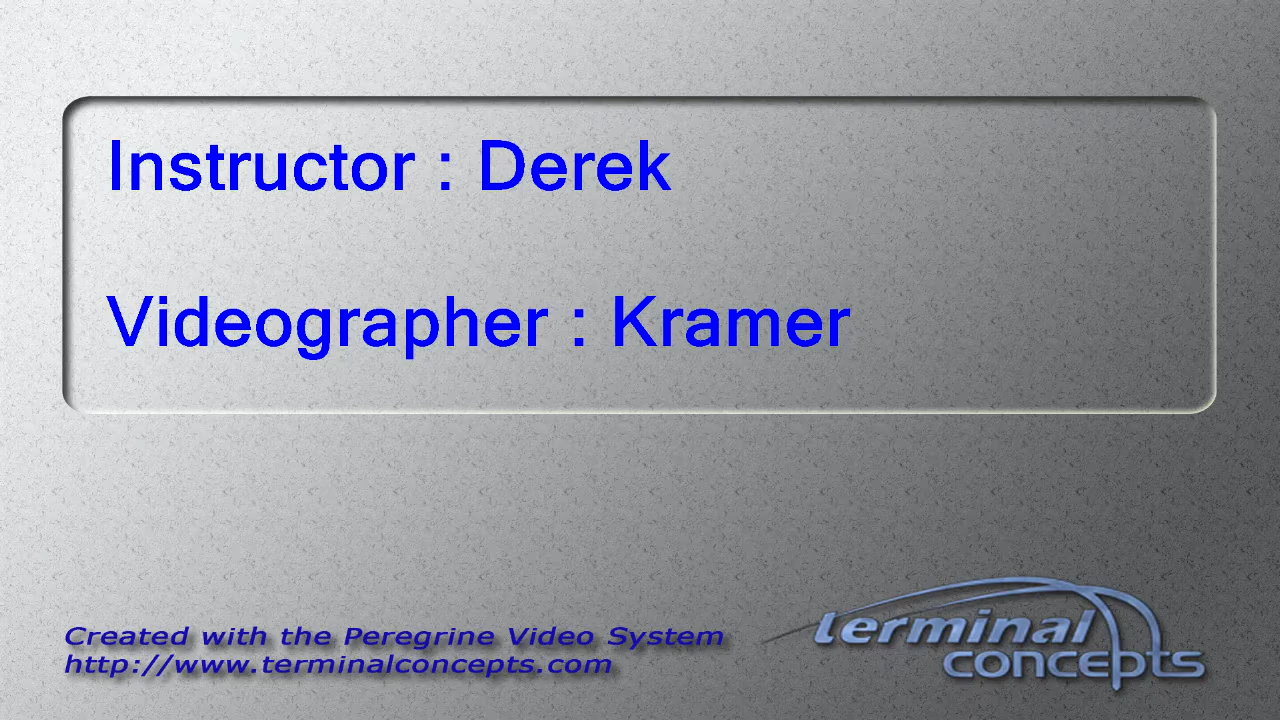 Instructor : Derek
Videographer : Kramer
Created with the Peregrine Video System
http://www.terminalconcepts.com
terminal
concepts